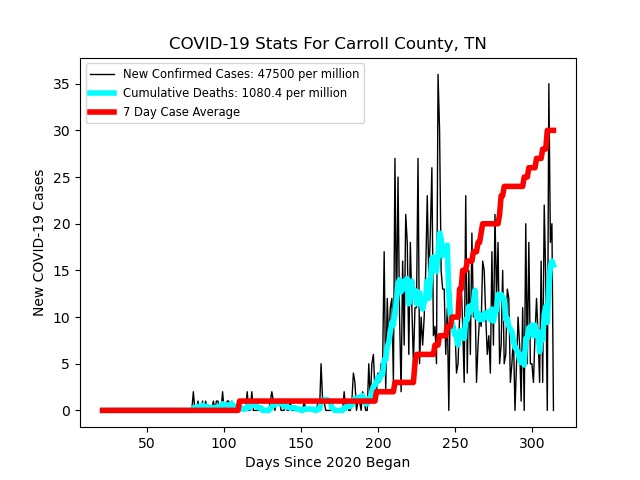 COVID-19 Stats For Carroll County, TN
New Confirmed Cases: 47500 per million
Cumulative Deaths: 1080.4 per million
7 Day Case Average
35
30
25
20
15
10
5
0
New COVID-19 Cases
50 100 150 200 250 300
Days Since 2020 Began